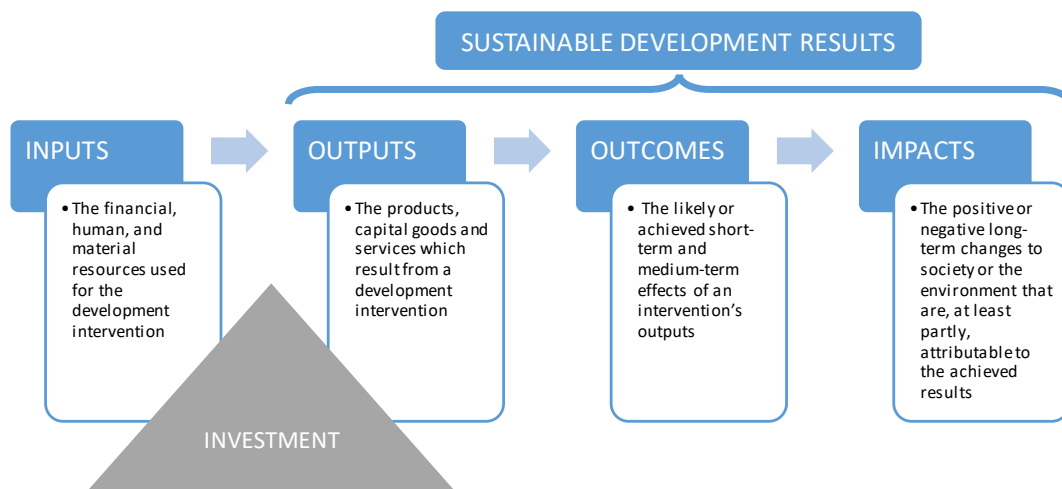 SUSTAINABLE DEVELOPMENT RESULTS
INPUTS
• The financial,
human, and
material
resources used
for the
development
intervention
OUTPUTS
• The products,
capital goods and
services which
result from a
development
intervention
OUTCOMES
• The likely or
achieved short-
term and
medium-term
effects of an
intervention's
outputs
IMPACTS
• The positive or
negative long-
term changes to
society or the
environment that
are, at least
partly,
attributable to
the achieved
results
INVESTMENT